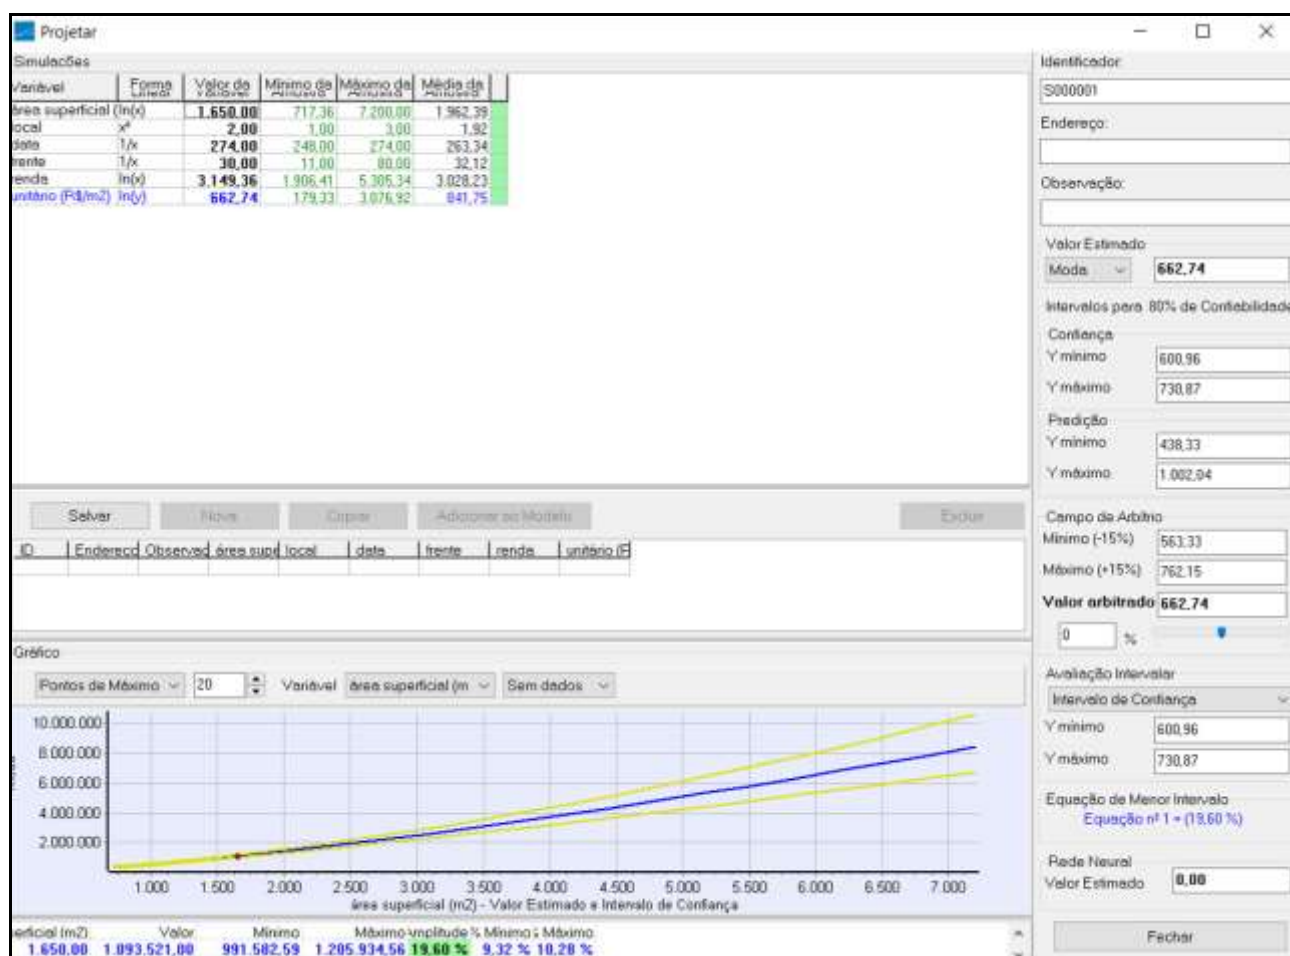 Projetar
Simulações
Variável Forma Linear Valor da Variável Mínimo da Amostra Máximo da Amostra Média da Amostra
área superficial ( ln(x) 1.650,00 717,36 7.200,00 1.962,39
local x² 2,00 1,00 3,00 1,92
data 1/x 274,00 248,00 274,00 263,34
frente 1/x 30,00 11,00 80,00 32,12
renda ln(x) 3.149,36 1.906,41 5.305,34 3.028,23
unitário (R$/m2) ln(y) 662,74 179,33 3.076,92 841,75
Identificador:
S000001
Endereço:
Observação:
Valor Estimado
Moda 662,74
Intervalos para 80% de Confiabilidade
Confiança
Y mínimo 600,96
Y máximo 730,87
Predição
Y mínimo 438,33
Y máximo 1.002,04
Campo de Arbítrio
Mínimo (-15%) 563,33
Máximo (+15%) 762,15
Valor arbitrado 662,74
0 %
Avaliação Intervalar
Intervalo de Confiança
Y mínimo 600,96
Y máximo 730,87
Equação de Menor Intervalo
Equação nº 1 = (19,60 %)
Rede Neural
Valor Estimado 0,00
Fechar
Salvar Nova Copiar Adicionar ao Modelo Excluir
ID Endereço Observaç área supe local data frente renda unitário (F
Gráfico
Pontos de Máximo 20 Variável área superficial (m Sem dados
10.000.000
8.000.000
6.000.000
4.000.000
2.000.000
1.000 1.500 2.000 2.500 3.000 3.500 4.000 4.500 5.000 5.500 6.000 6.500 7.000
área superficial (m2) - Valor Estimado e Intervalo de Confiança
erficial (m2) Valor Mínimo Máximo Amplitude % Mínimo % Máximo
1.650,00 1.093.521,00 991.582,59 1.205.934,56 19,60 % 9,32 % 10,28 %